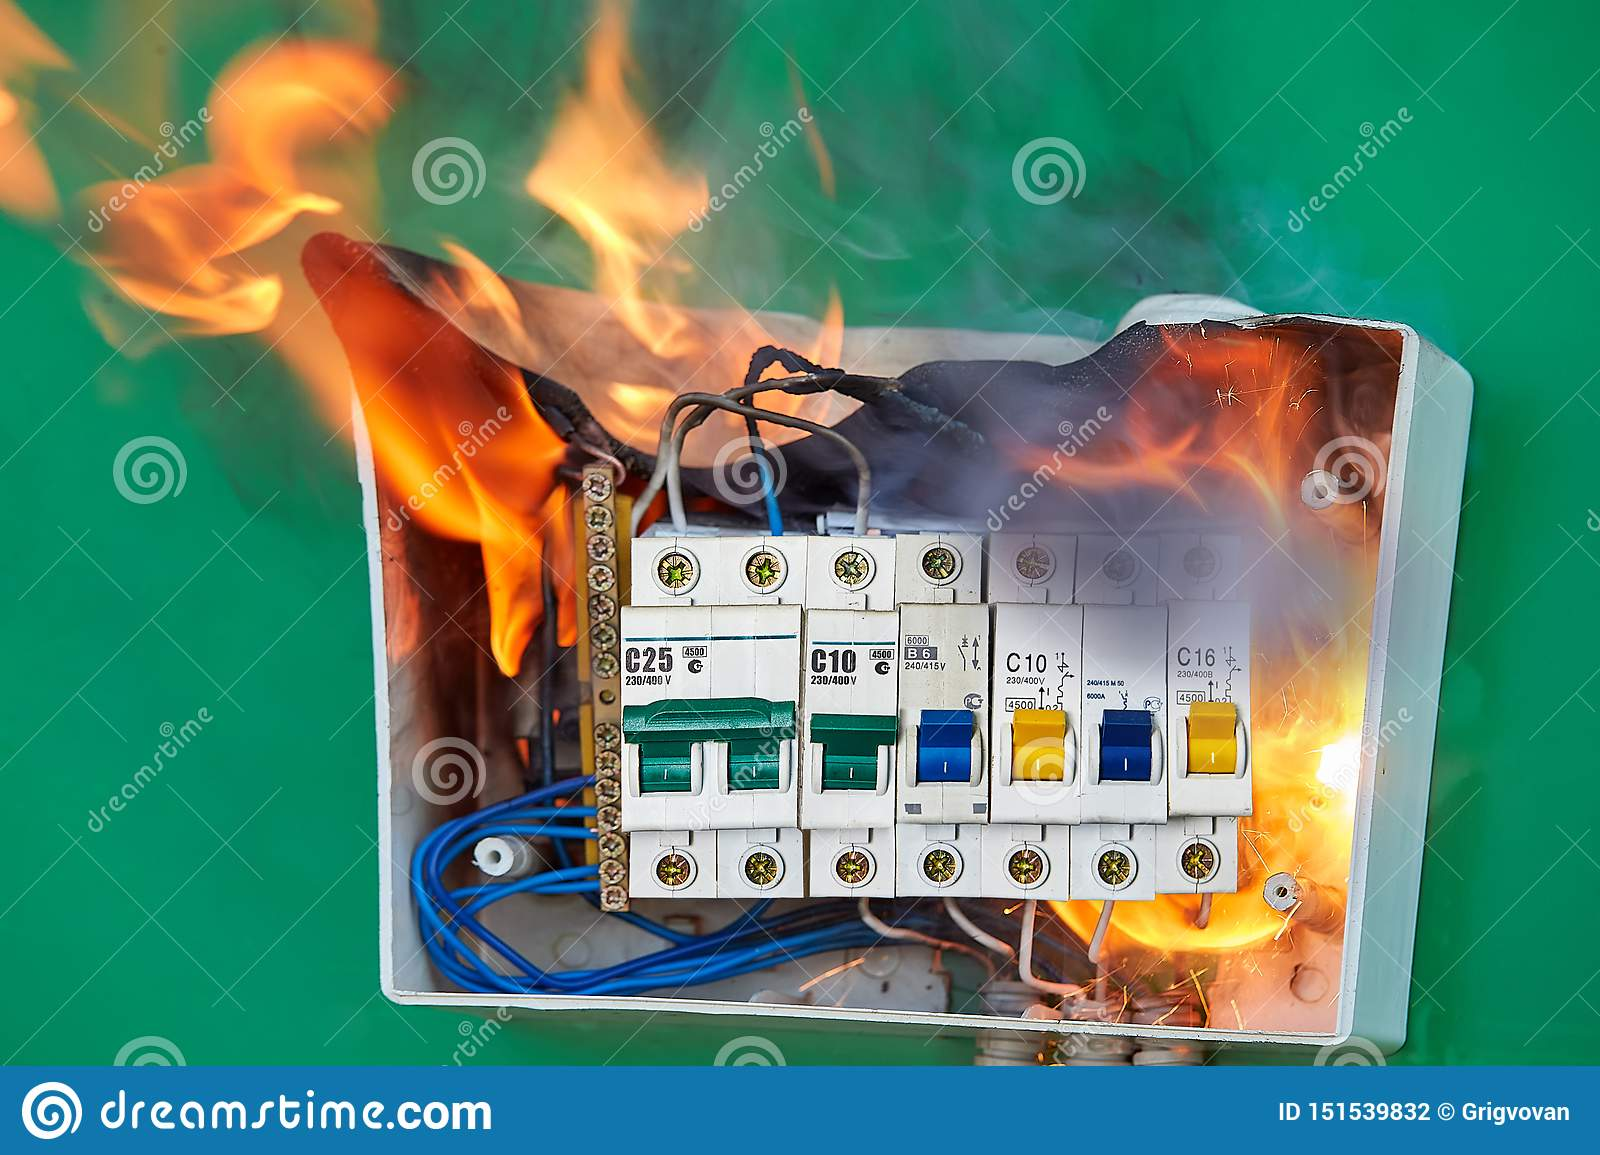 C25 4500
230/400 V
C10 4500
230/400 V
6000
B 6
240/415V
C10
230/400V
4500
240/415 M 50
6000A
C16
230/400В
4500
dreamstime.com
ID 151539832 © Grigvovan